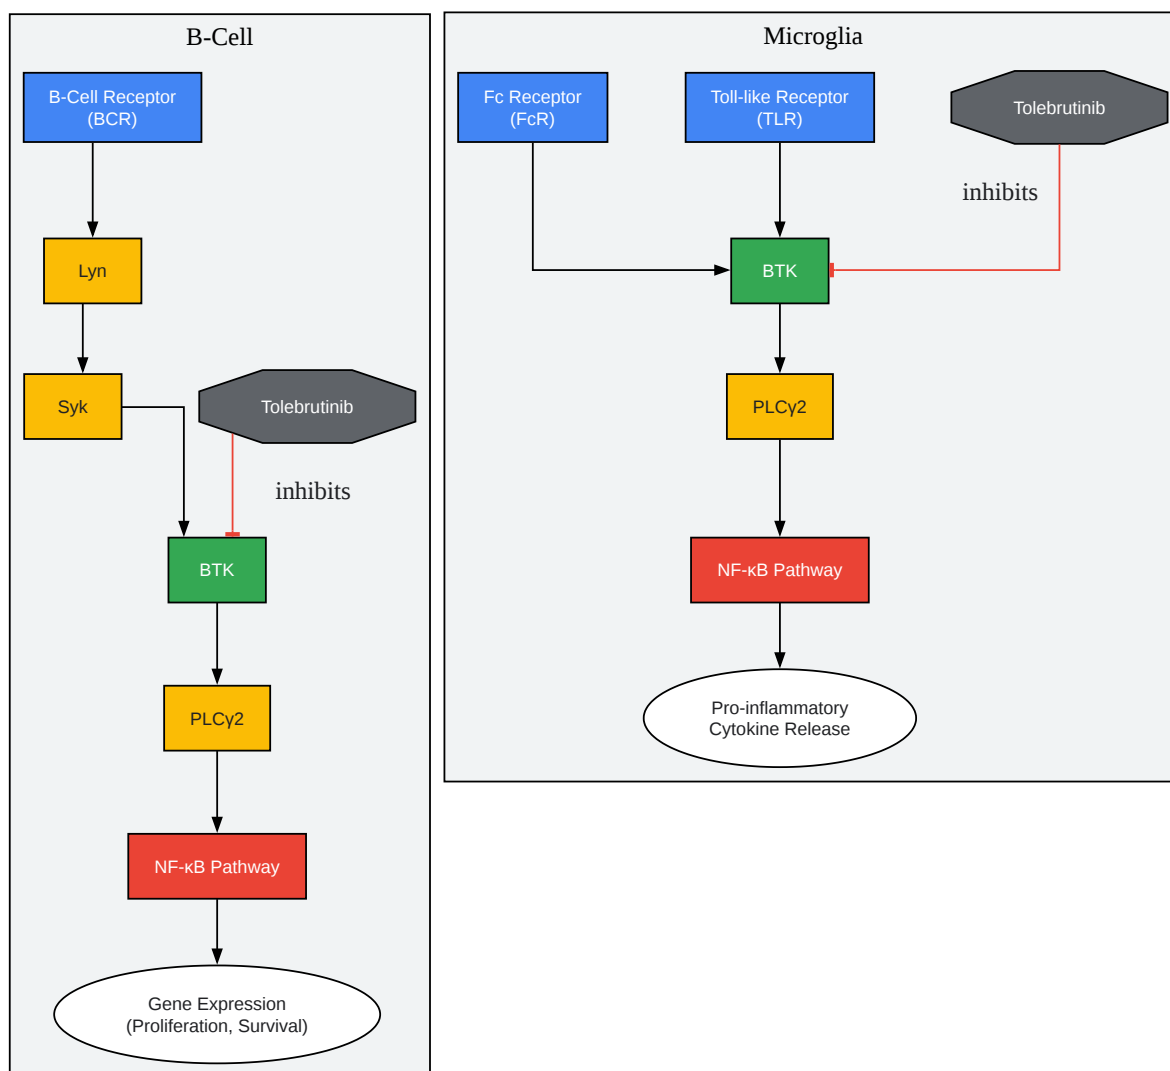 B-Cell
B-Cell Receptor
(BCR)
Lyn
Syk
Tolebrutinib
inhibits
BTK
PLCγ2
NF-κB Pathway
Gene Expression
(Proliferation, Survival)
Microglia
Fc Receptor
(FcR)
Toll-like Receptor
(TLR)
Tolebrutinib
inhibits
BTK
PLCγ2
NF-κB Pathway
Pro-inflammatory
Cytokine Release